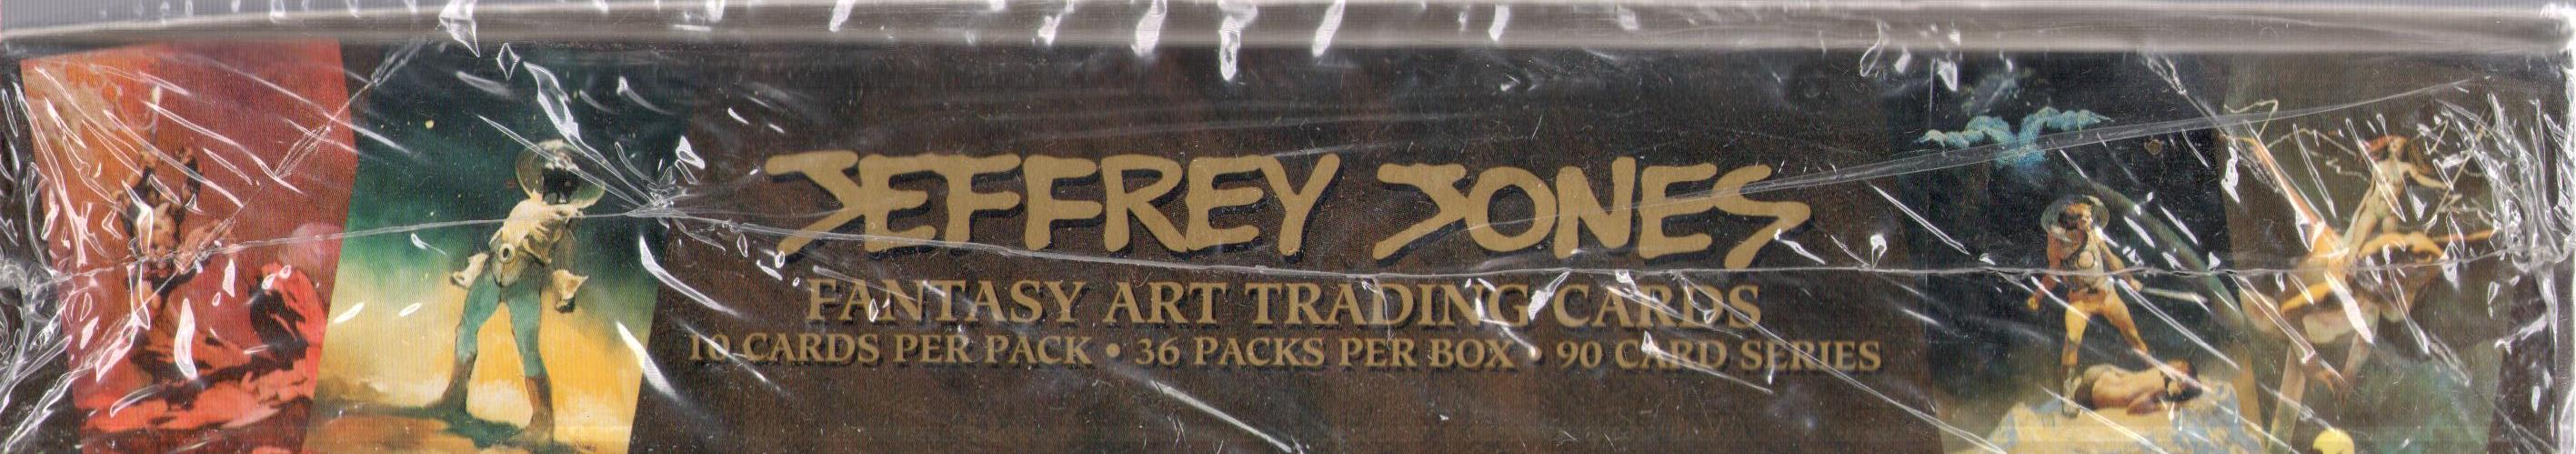 JEFFREY JONES
FANTASY ART TRADING CARDS
10 CARDS PER PACK • 36 PACKS PER BOX • 90 CARD SERIES